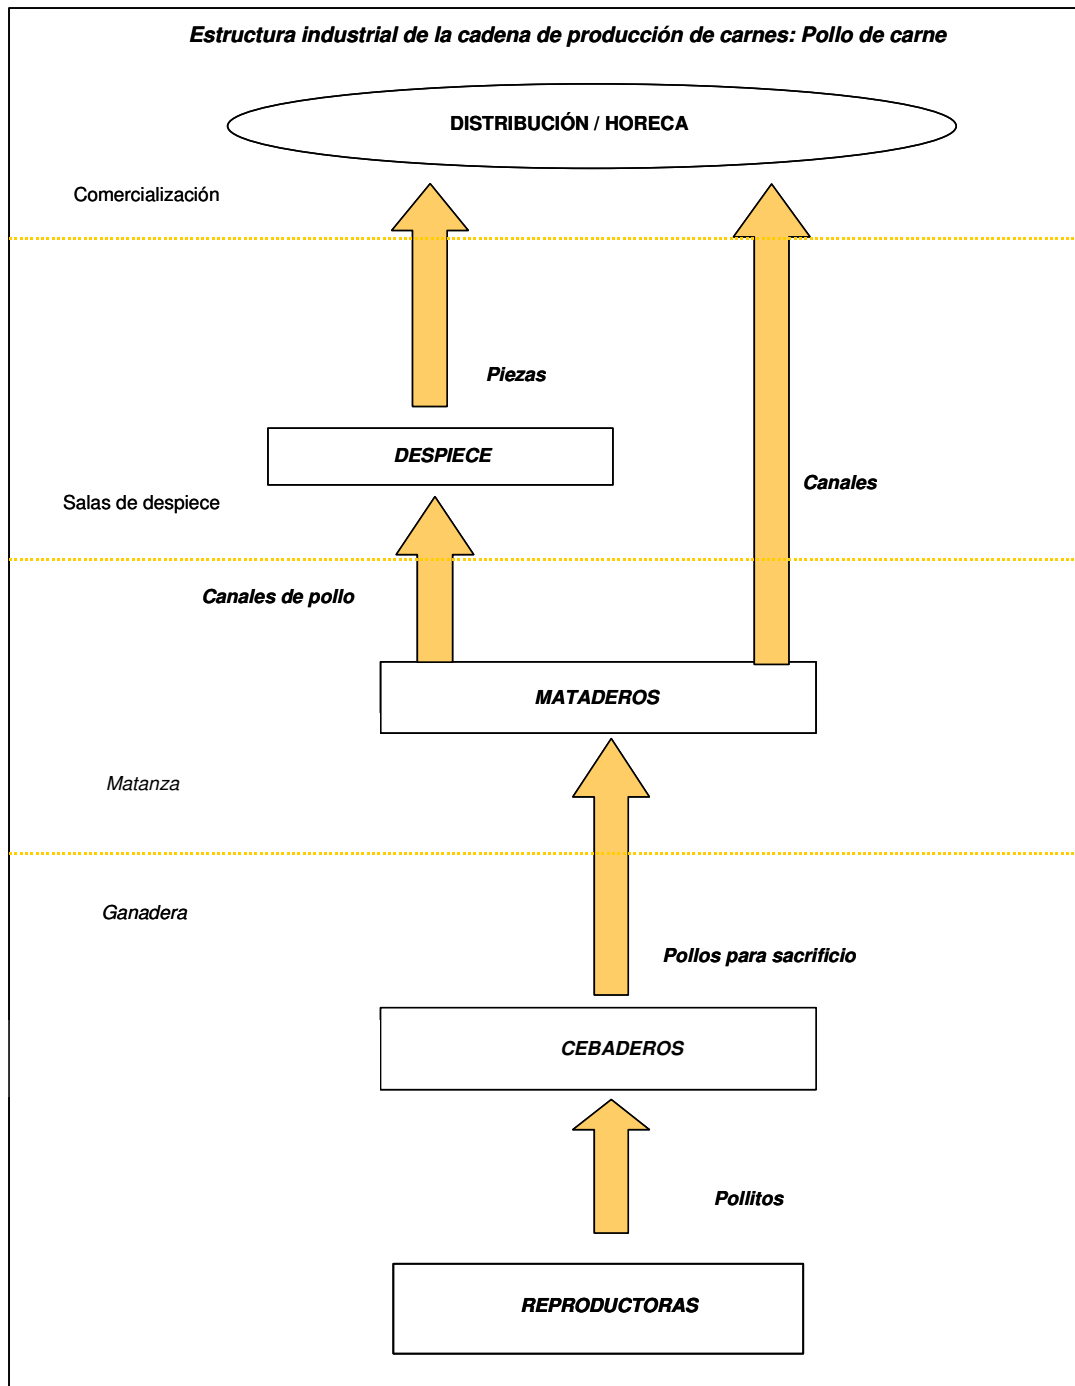 Estructura industrial de la cadena de producción de carnes: Pollo de carne
DISTRIBUCIÓN / HORECA
Comercialización
Piezas
DESPIECE
Canales
Salas de despiece
Canales de pollo
MATADEROS
Matanza
Ganadera
Pollos para sacrificio
CEBADEROS
Pollitos
REPRODUCTORAS